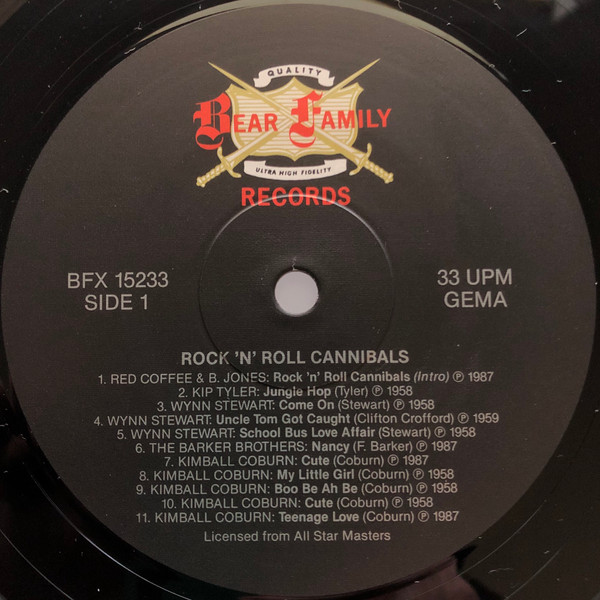 QUALITY
BEAR FAMILY
ULTRA HIGH FIDELITY
RECORDS
BFX 15233
SIDE 1
33 UPM
GEMA
ROCK 'N' ROLL CANNIBALS
1. RED COFFEE & B. JONES: Rock 'n' Roll Cannibals (Intro) ℗ 1987
2. KIP TYLER: Jungle Hop (Tyler) ℗ 1958
3. WYNN STEWART: Come On (Stewart) ℗ 1958
4. WYNN STEWART: Uncle Tom Got Caught (Clifton Crofford) ℗ 1959
5. WYNN STEWART: School Bus Love Affair (Stewart) ℗ 1958
6. THE BARKER BROTHERS: Nancy (F. Barker) ℗ 1987
7. KIMBALL COBURN: Cute (Coburn) ℗ 1987
8. KIMBALL COBURN: My Little Girl (Coburn) ℗ 1958
9. KIMBALL COBURN: Boo Be Ah Be (Coburn) ℗ 1958
10. KIMBALL COBURN: Cute (Coburn) ℗ 1958
11. KIMBALL COBURN: Teenage Love (Coburn) ℗ 1987
Licensed from All Star Masters